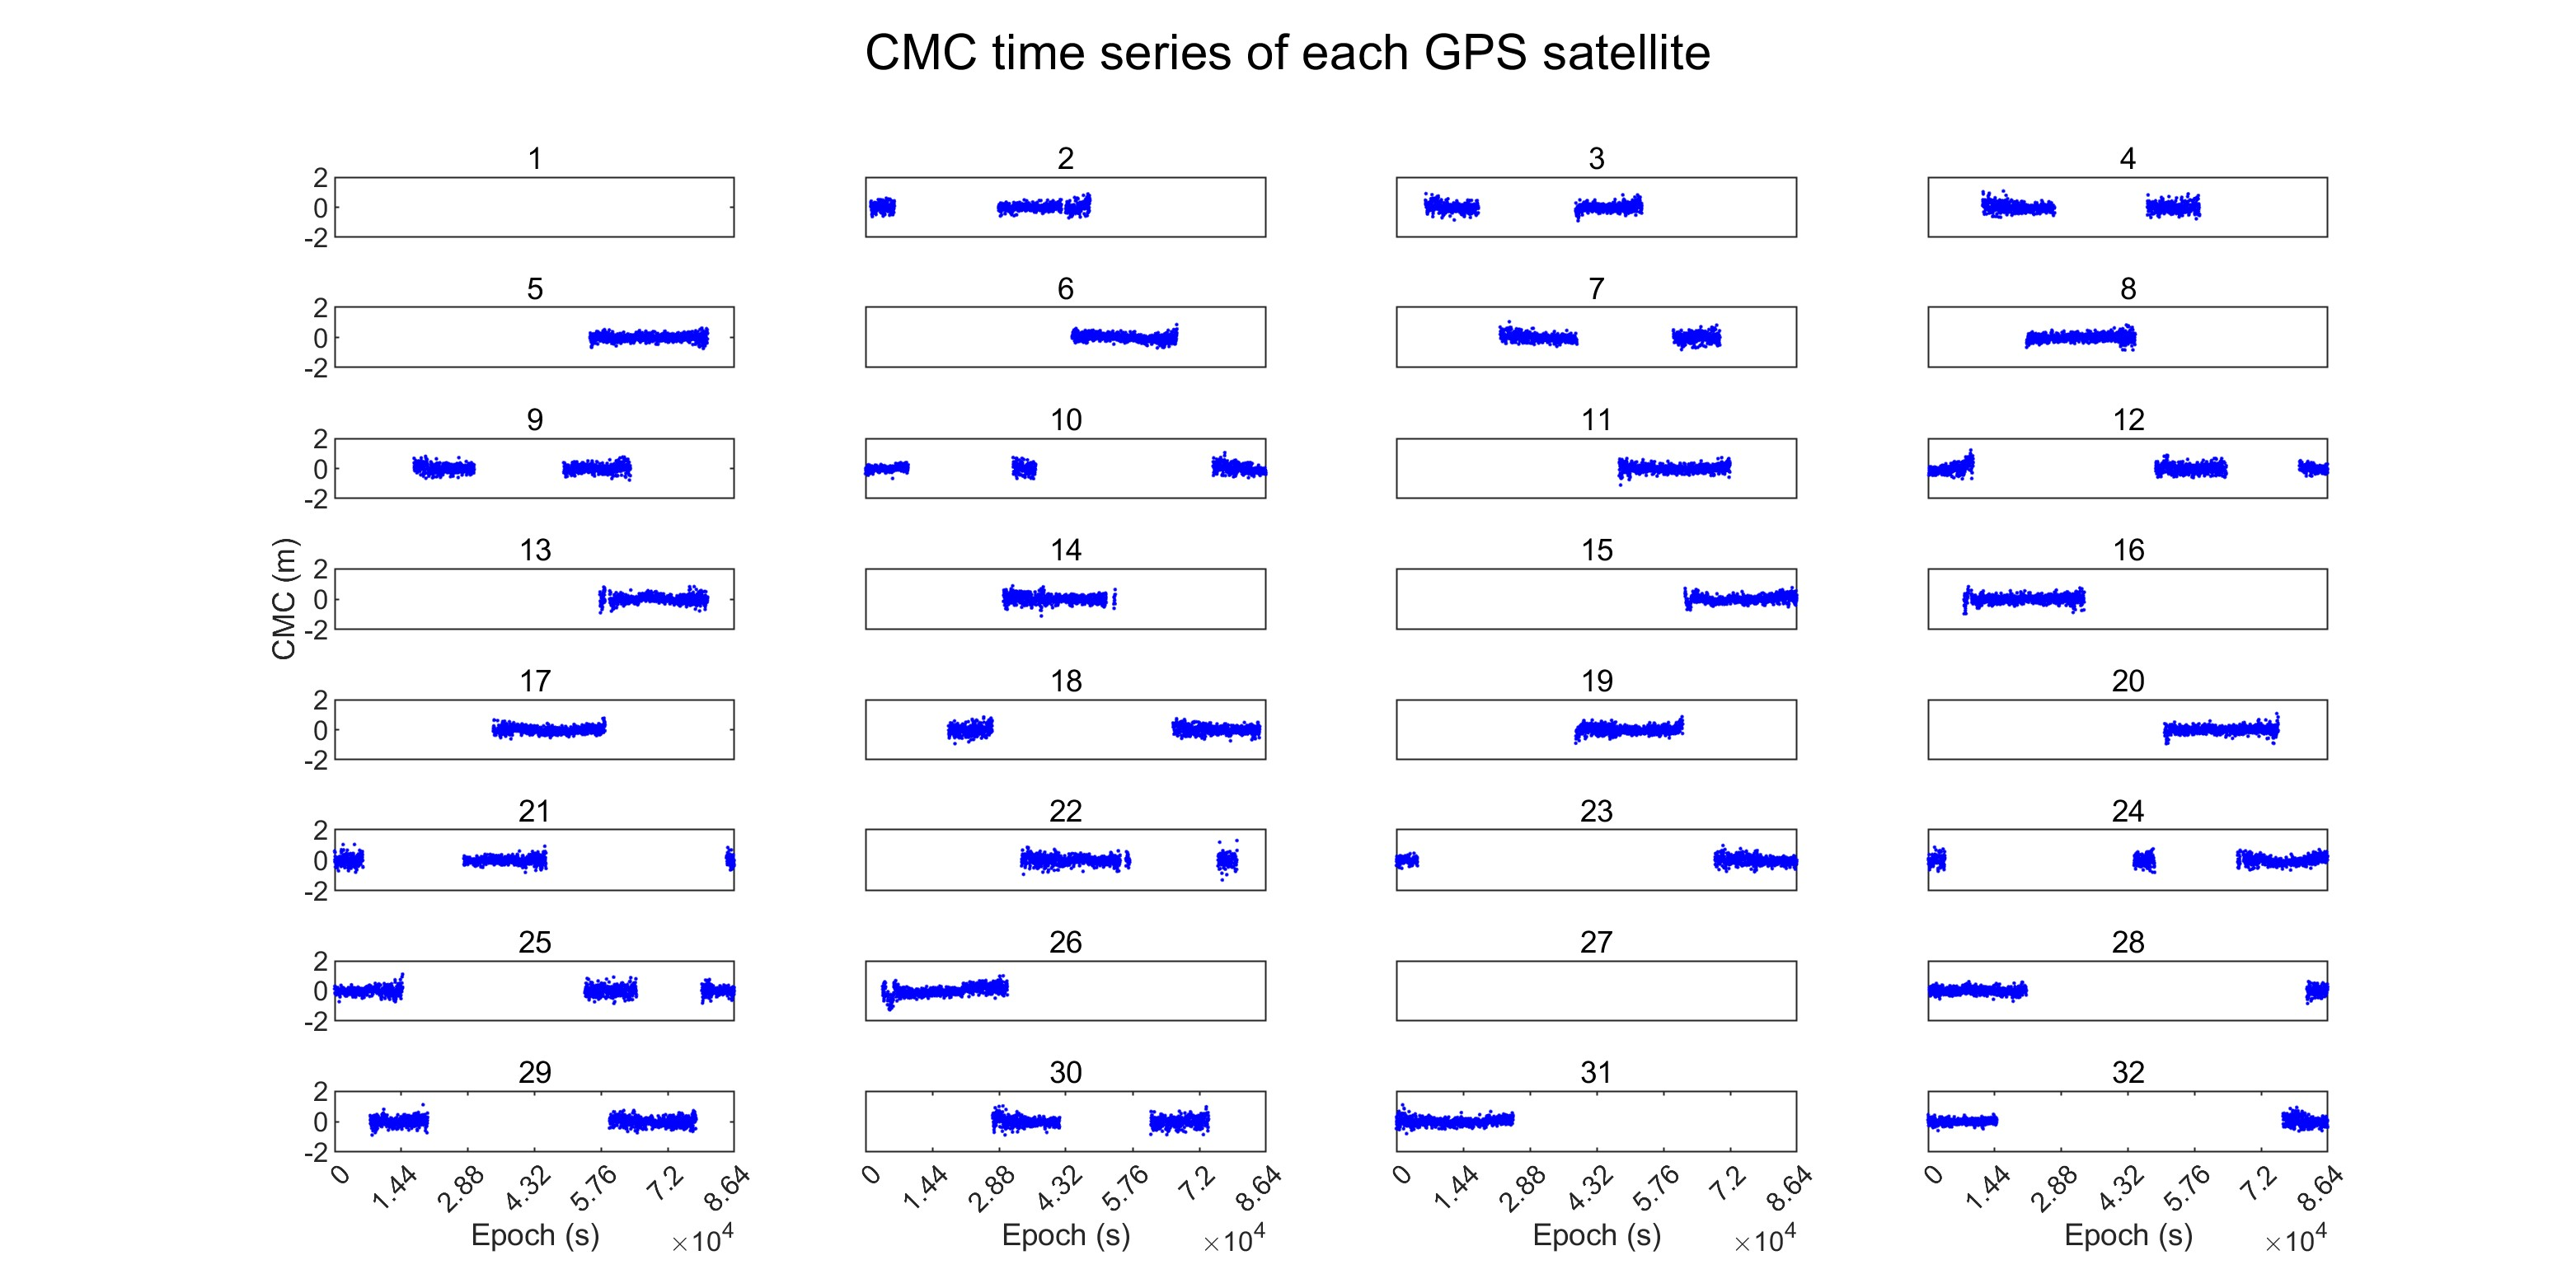 CMC time series of each GPS satellite
1 2 3 4
2
0
-2
5 6 7 8
2
0
-2
9 10 11 12
2
0
-2
13 14 15 16
2
0
-2
CMC (m)
17 18 19 20
2
0
-2
21 22 23 24
2
0
-2
25 26 27 28
2
0
-2
29 30 31 32
2
0
-2
0 1.44 2.88 4.32 5.76 7.2 8.64 0 1.44 2.88 4.32 5.76 7.2 8.64 0 1.44 2.88 4.32 5.76 7.2 8.64 0 1.44 2.88 4.32 5.76 7.2 8.64
Epoch (s) ×10⁴ Epoch (s) ×10⁴ Epoch (s) ×10⁴ Epoch (s) ×10⁴